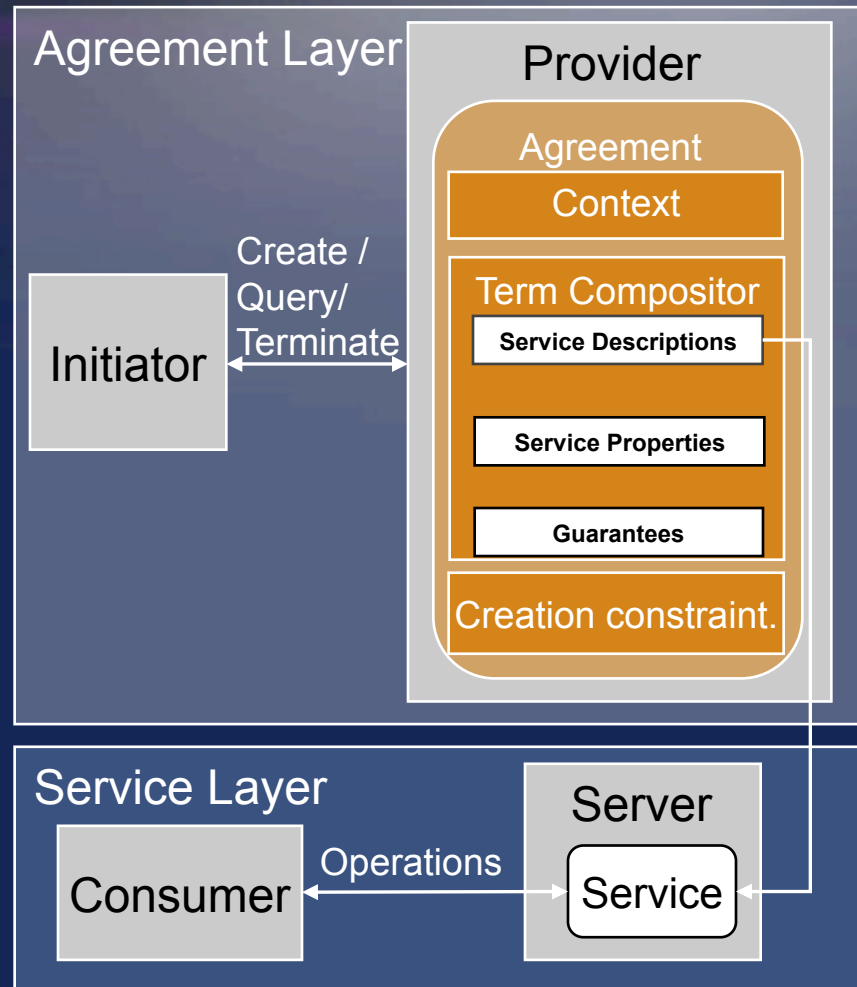 Agreement Layer
Provider
Agreement
Context
Create /
Query/
Terminate
Initiator
Term Compositor
Service Descriptions
Service Properties
Guarantees
Creation constraint.
Service Layer
Server
Consumer
Operations
Service